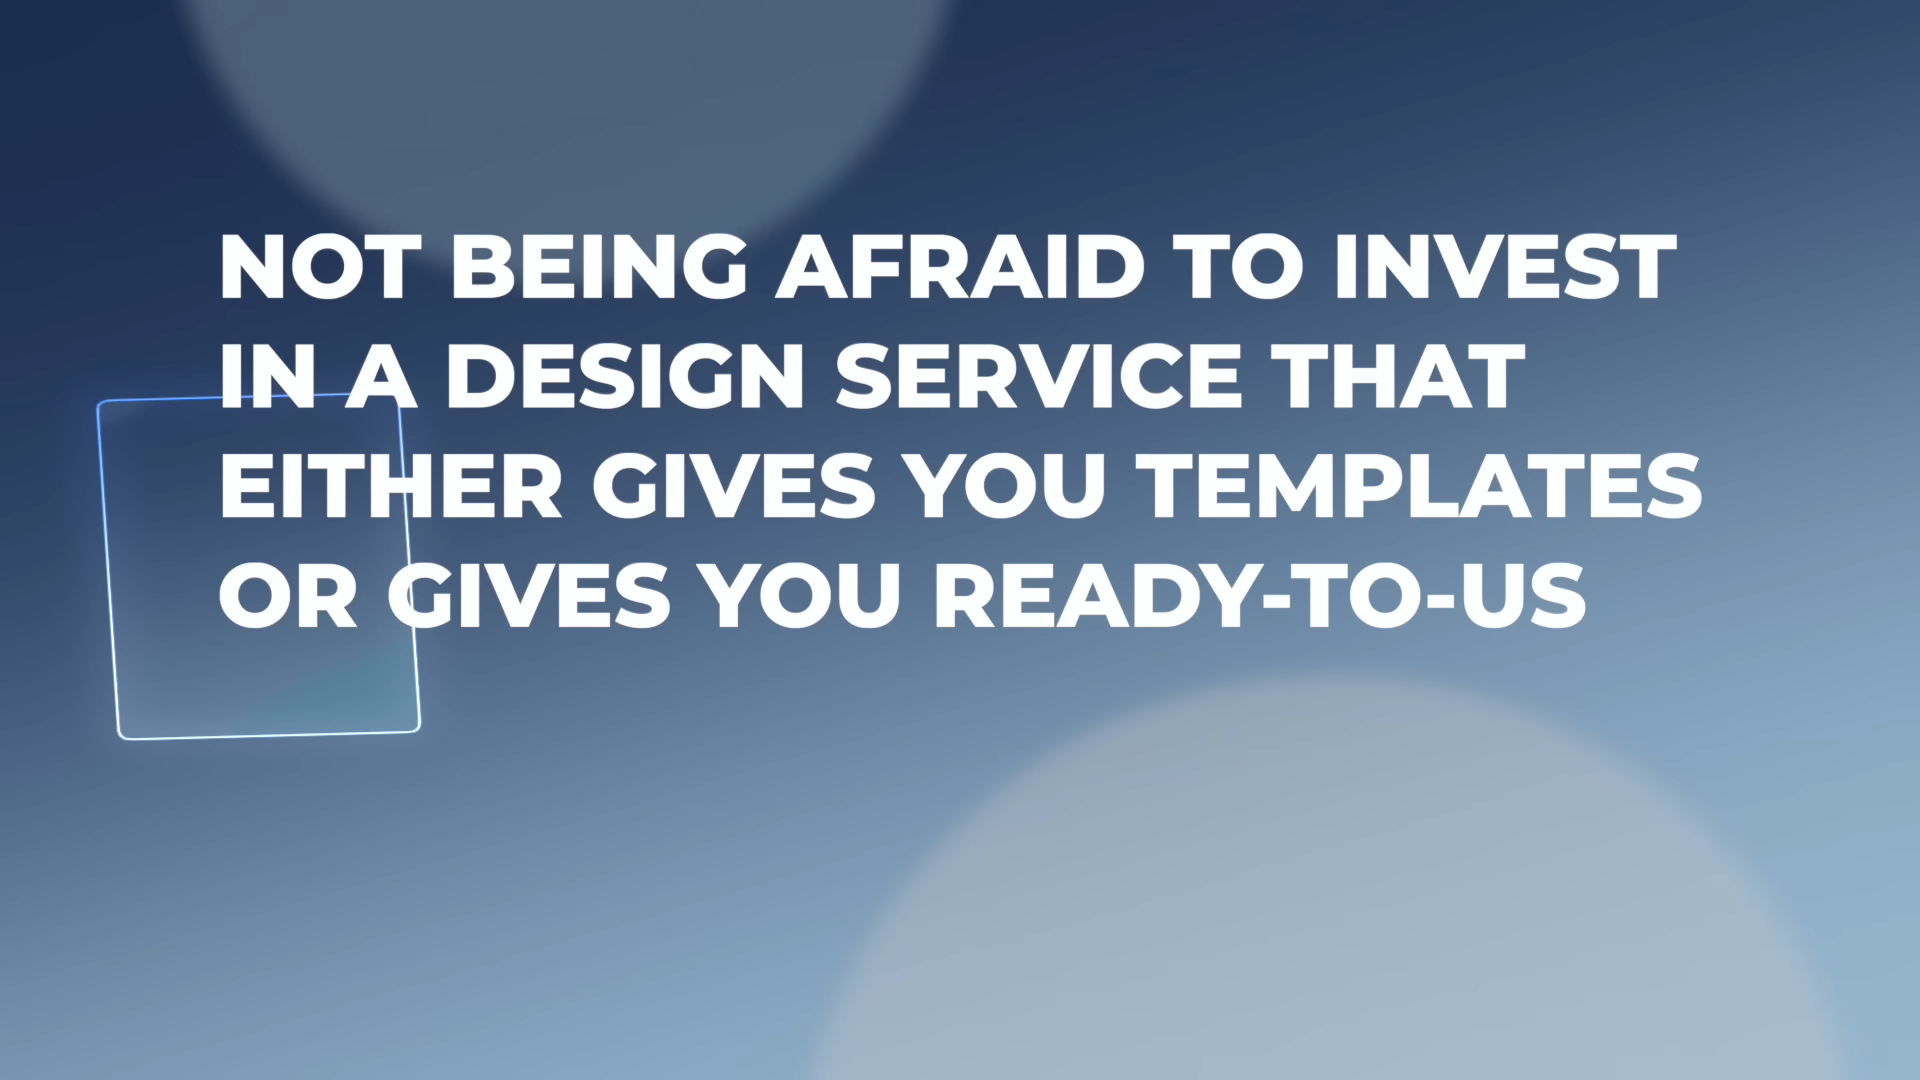 NOT BEING AFRAID TO INVEST
IN A DESIGN SERVICE THAT
EITHER GIVES YOU TEMPLATES
OR GIVES YOU READY-TO-US